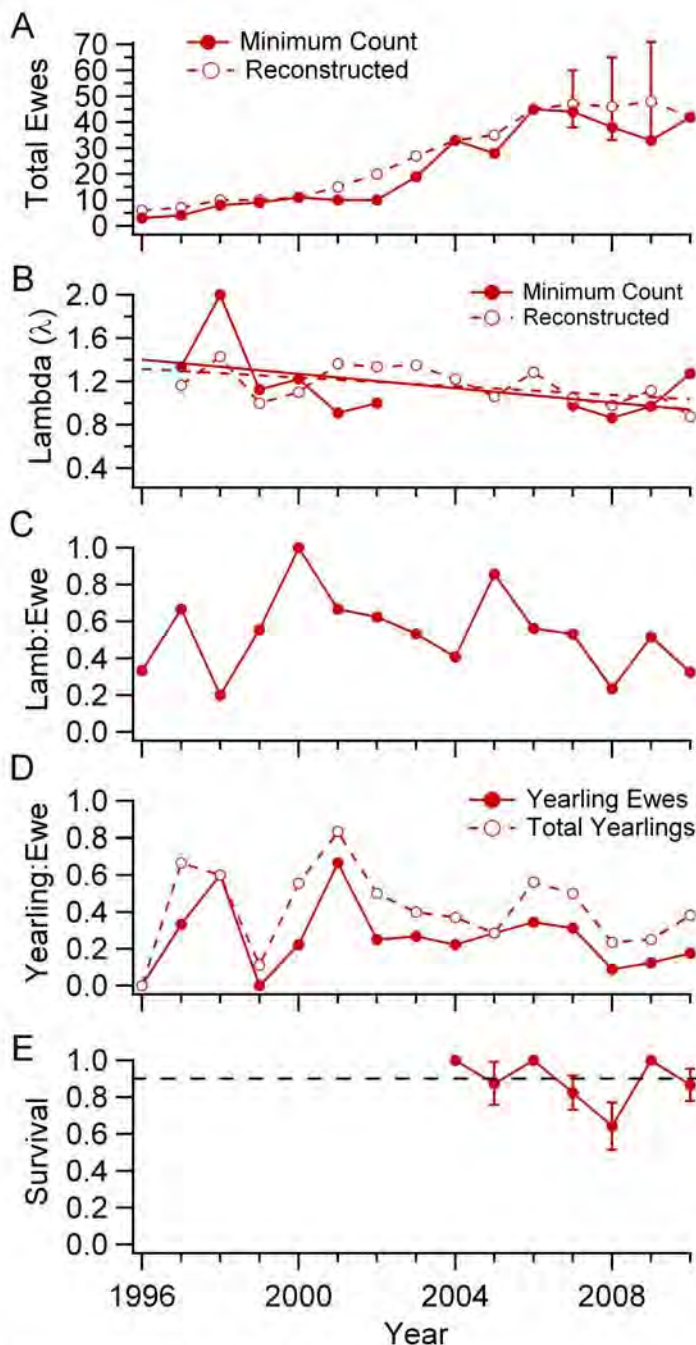 A
Total Ewes
70
60
50
40
30
20
10
0
Minimum Count
Reconstructed
B
Lambda (λ)
2.0
1.6
1.2
0.8
0.4
Minimum Count
Reconstructed
C
Lamb:Ewe
1.0
0.8
0.6
0.4
0.2
0.0
D
Yearling:Ewe
1.0
0.8
0.6
0.4
0.2
0.0
Yearling Ewes
Total Yearlings
E
Survival
1.0
0.8
0.6
0.4
0.2
0.0
1996 2000 2004 2008
Year